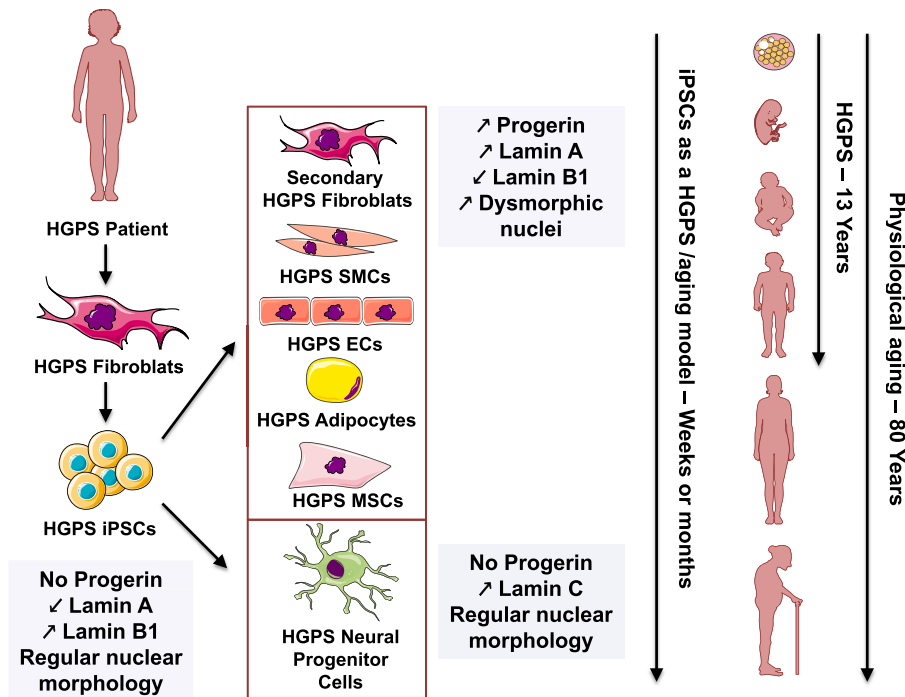 HGPS Patient
HGPS Fibroblats
HGPS iPSCs
No Progerin
↙ Lamin A
↗ Lamin B1
Regular nuclear
morphology
Secondary
HGPS Fibroblats
HGPS SMCs
HGPS ECs
HGPS Adipocytes
HGPS MSCs
HGPS Neural
Progenitor
Cells
↗ Progerin
↗ Lamin A
↙ Lamin B1
↗ Dysmorphic
nuclei
No Progerin
↗ Lamin C
Regular nuclear
morphology
iPSCs as a HGPS /aging model – Weeks or months
HGPS – 13 Years
Physiological aging – 80 Years